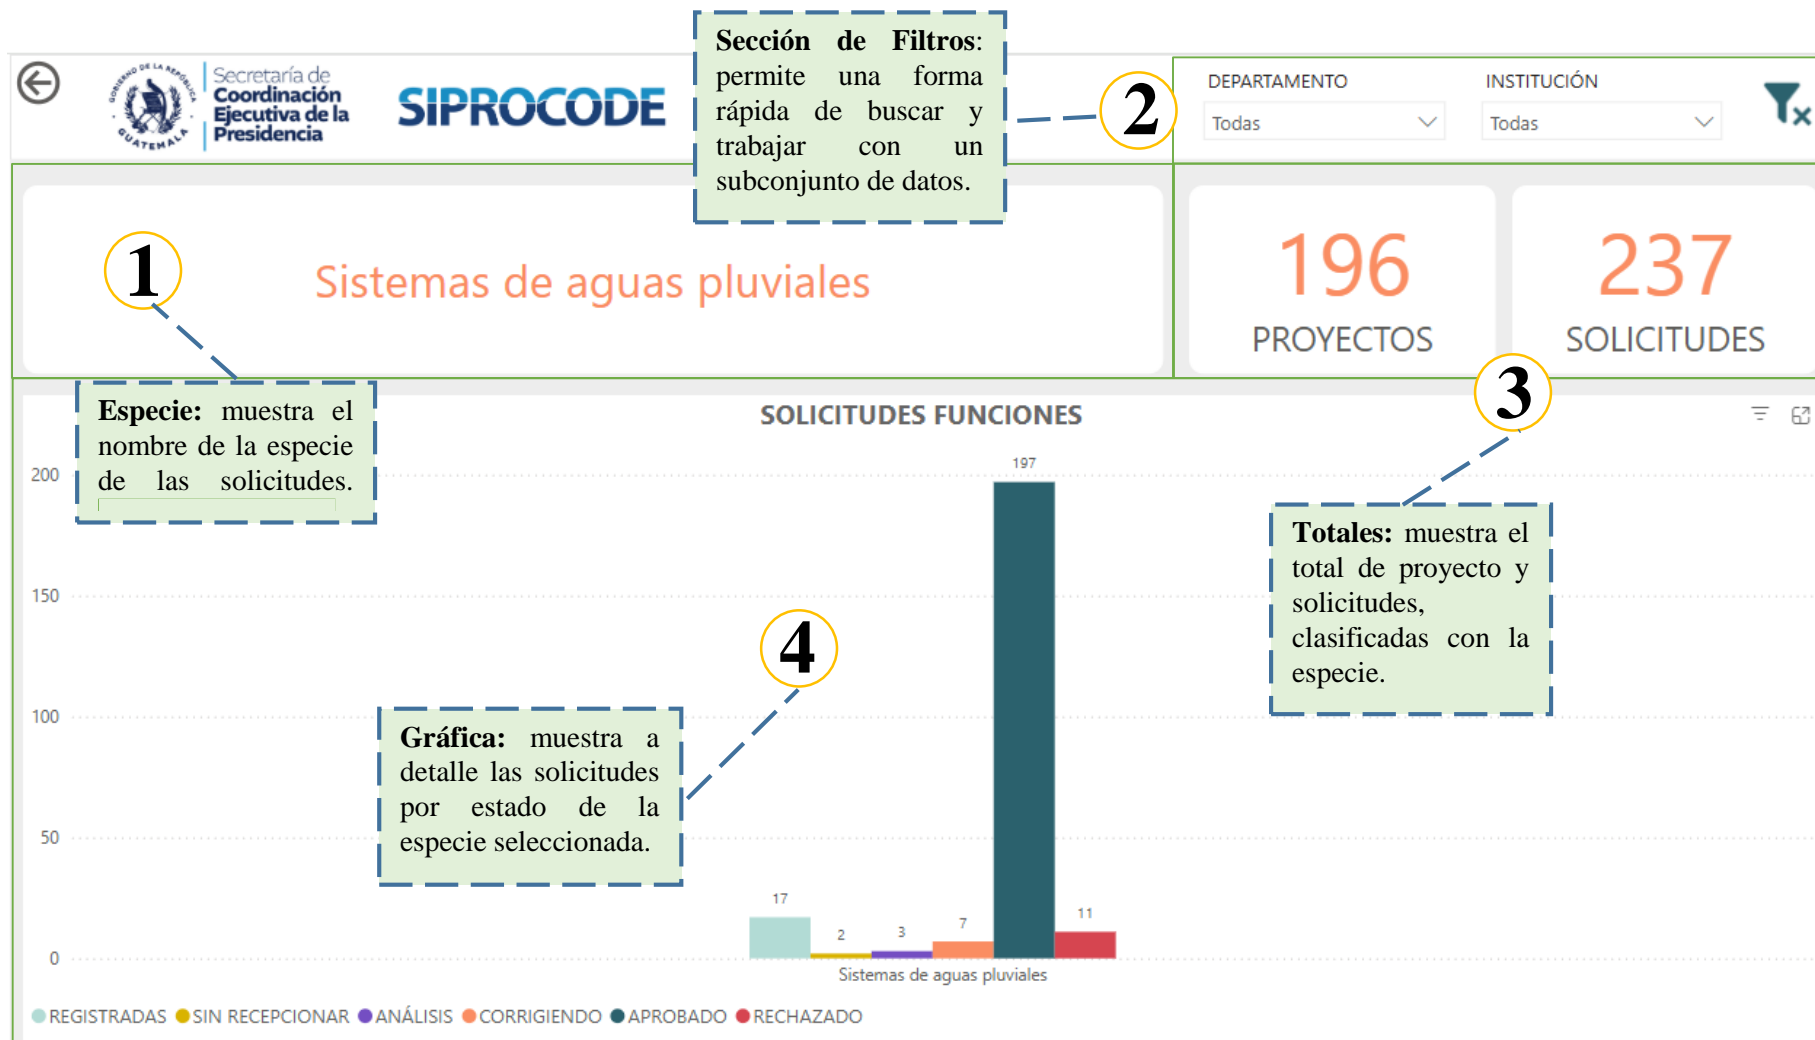 GOBIERNO DE LA REPÚBLICA
GUATEMALA
Secretaría de
Coordinación
Ejecutiva de la
Presidencia
SIPROCODE
Sección de Filtros:
permite una forma
rápida de buscar y
trabajar con un
subconjunto de datos.
2
DEPARTAMENTO
Todas
INSTITUCIÓN
Todas
1
Sistemas de aguas pluviales
196
PROYECTOS
237
SOLICITUDES
3
Especie: muestra el
nombre de la especie
de las solicitudes.
SOLICITUDES FUNCIONES
Totales: muestra el
total de proyecto y
solicitudes,
clasificadas con la
especie.
4
Gráfica: muestra a
detalle las solicitudes
por estado de la
especie seleccionada.
200
150
100
50
0
17
2
3
7
197
11
Sistemas de aguas pluviales
REGISTRADAS SIN RECEPCIONAR ANÁLISIS CORRIGIENDO APROBADO RECHAZADO